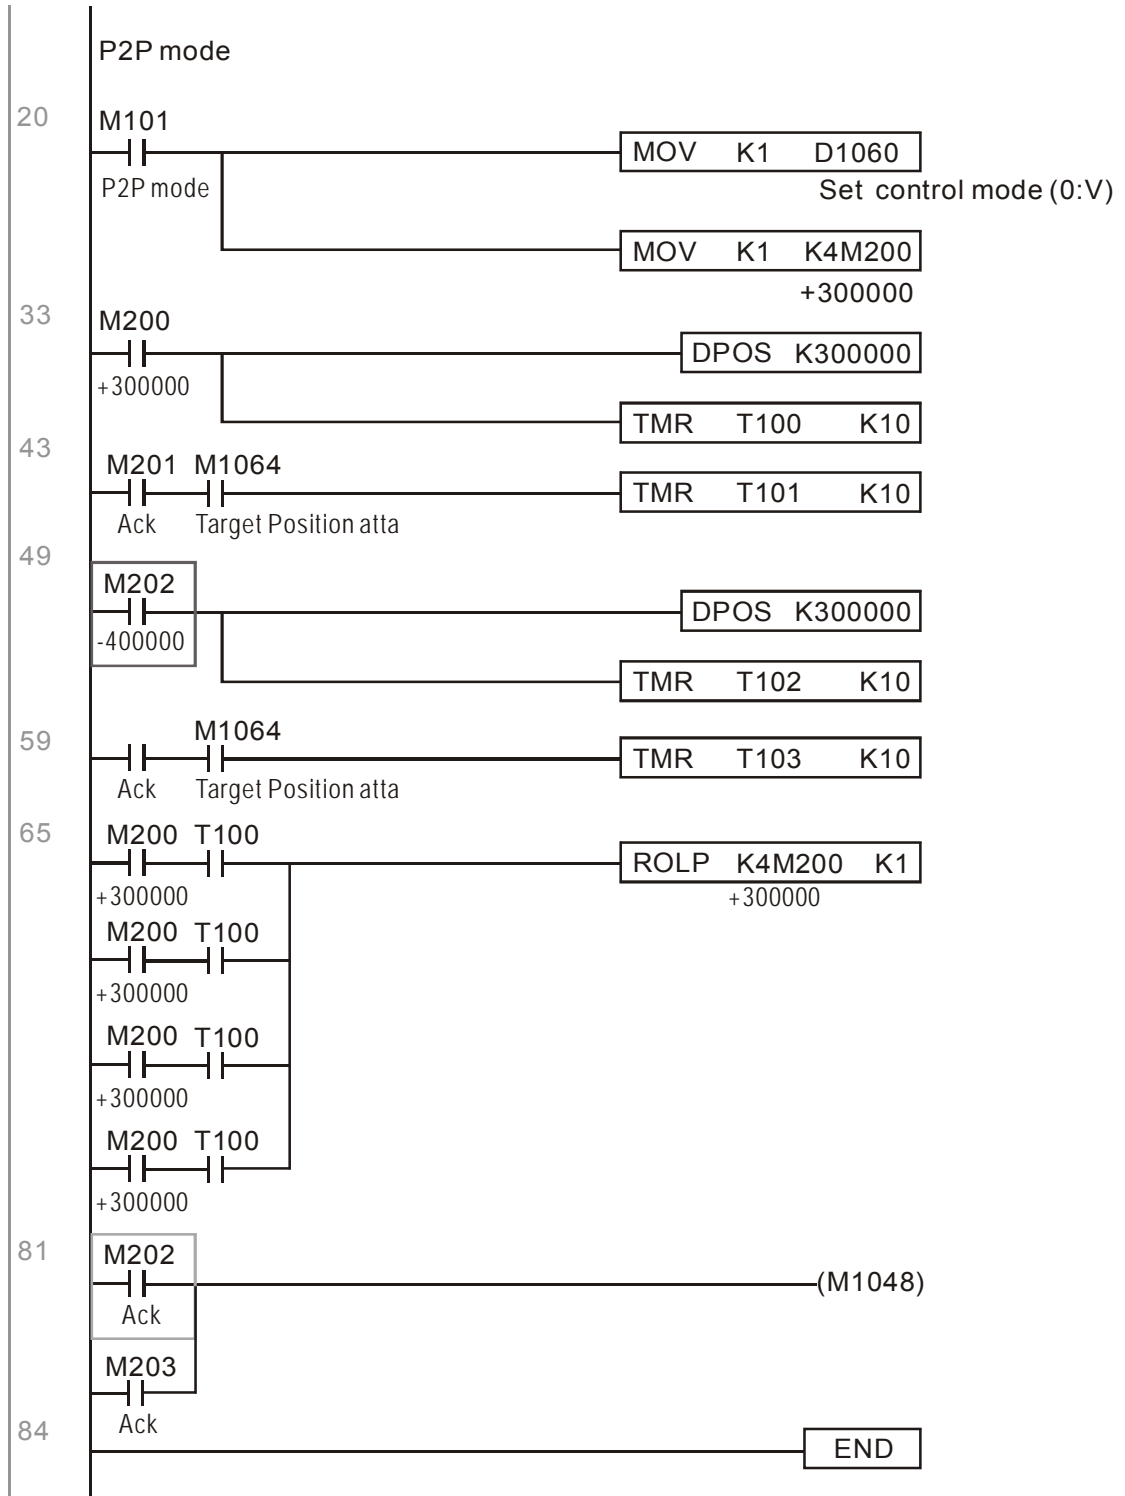 P2P mode
20
M101
MOV K1 D1060
P2P mode
Set control mode (0:V)
MOV K1 K4M200
+300000
33
M200
DPOS K300000
+300000
TMR T100 K10
43
M201 M1064
TMR T101 K10
Ack Target Position atta
49
M202
DPOS K300000
-400000
TMR T102 K10
59
M1064
TMR T103 K10
Ack Target Position atta
65
M200 T100
ROLP K4M200 K1
+300000
+300000
M200 T100
+300000
M200 T100
+300000
M200 T100
+300000
81
M202
(M1048)
Ack
M203
Ack
84
END